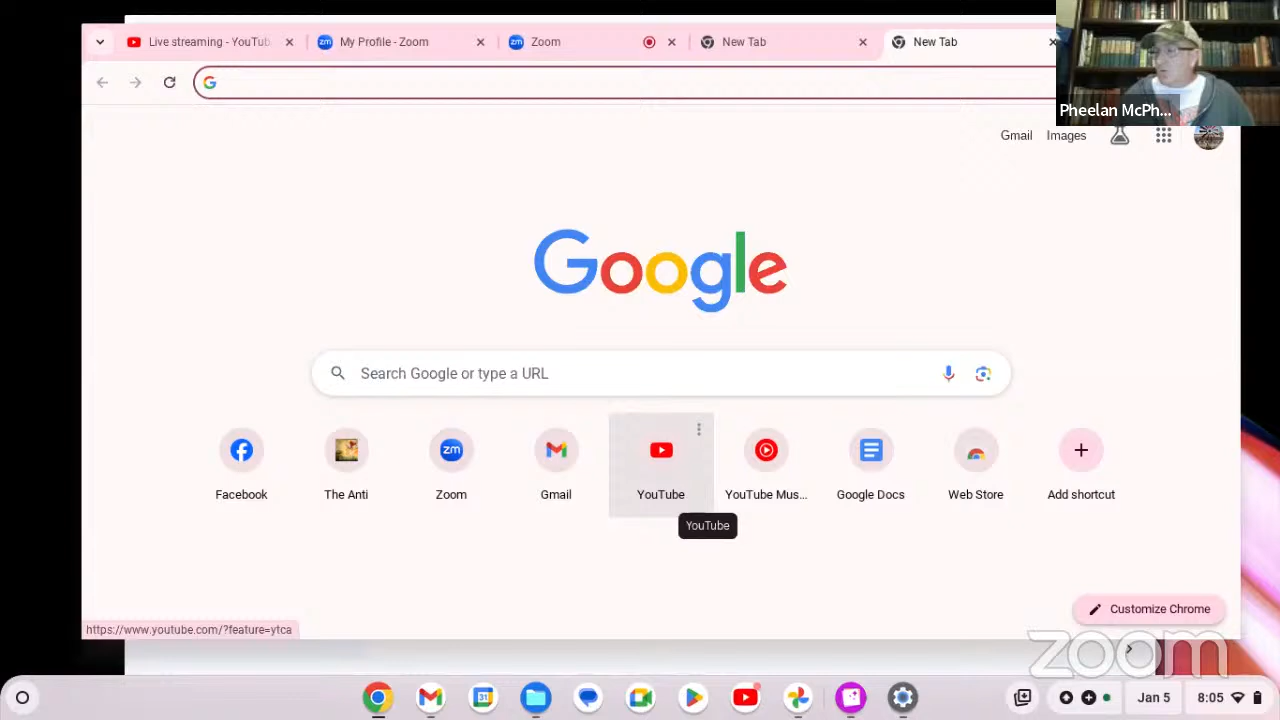 Live streaming - YouTub
My Profile - Zoom
Zoom
New Tab
New Tab
Pheelan McPh...
Gmail
Images
Google
Search Google or type a URL
Facebook
The Anti
Zoom
Gmail
YouTube
YouTube Mus...
Google Docs
Web Store
Add shortcut
YouTube
Customize Chrome
https://www.youtube.com/?feature=ytca
zoom
Jan 5
8:05